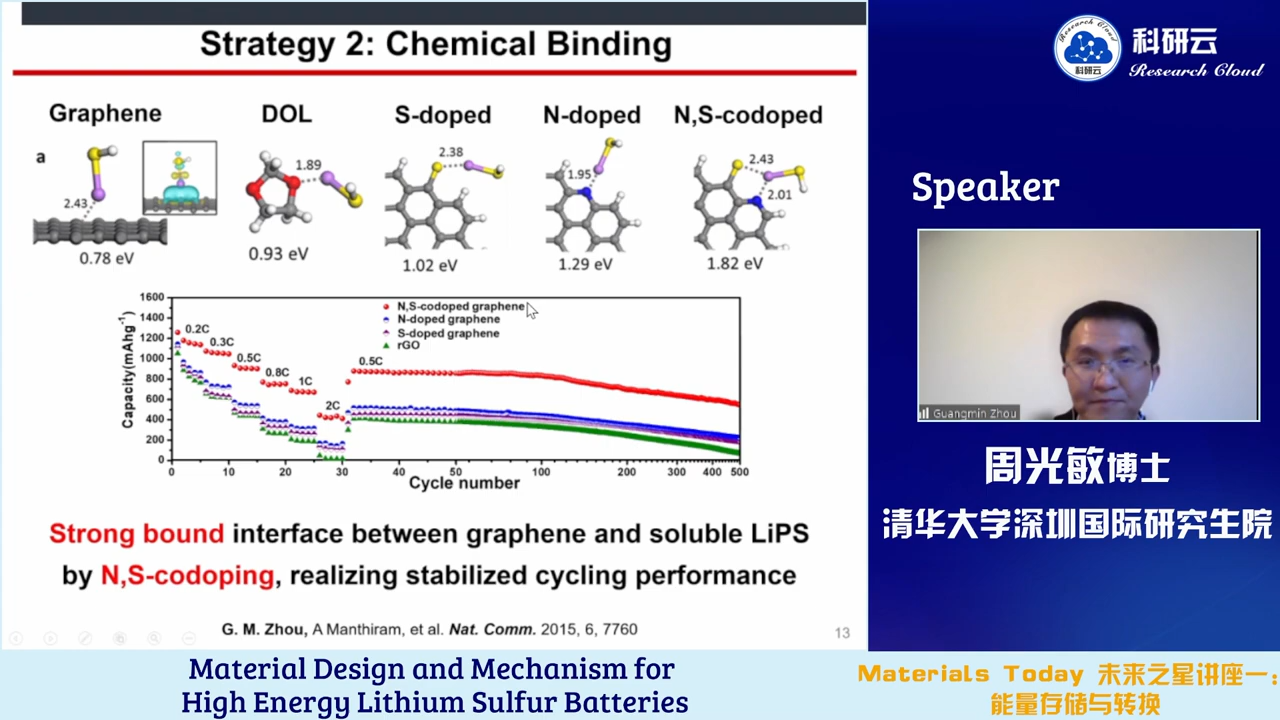 Strategy 2: Chemical Binding
Graphene
DOL
S-doped
N-doped
N,S-codoped
a
2.43
1.89
2.38
1.95
2.43
2.01
0.78 eV
0.93 eV
1.02 eV
1.29 eV
1.82 eV
1600
1400
1200
1000
800
600
400
200
0
Capacity(mAhg-1)
0.2C
0.3C
0.5C
0.8C
1C
2C
0.5C
N,S-codoped graphene
N-doped graphene
S-doped graphene
rGO
0
10
20
30
40
50
100
200
300
400
500
Cycle number
Strong bound interface between graphene and soluble LiPS
by N,S-codoping, realizing stabilized cycling performance
G. M. Zhou, A Manthiram, et al. Nat. Comm. 2015, 6, 7760
13
Research Cloud
科研云
科研云
Research Cloud
Speaker
Guangmin Zhou
周光敏博士
清华大学深圳国际研究生院
Material Design and Mechanism for
High Energy Lithium Sulfur Batteries
Materials Today 未来之星讲座一：
能量存储与转换